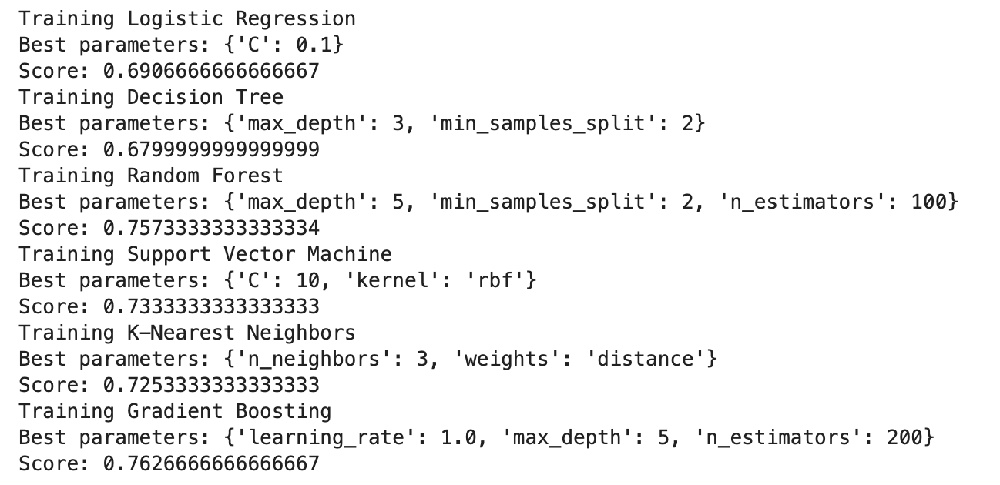 Training Logistic Regression
Best parameters: {'C': 0.1}
Score: 0.6906666666666667
Training Decision Tree
Best parameters: {'max_depth': 3, 'min_samples_split': 2}
Score: 0.6799999999999999
Training Random Forest
Best parameters: {'max_depth': 5, 'min_samples_split': 2, 'n_estimators': 100}
Score: 0.7573333333333334
Training Support Vector Machine
Best parameters: {'C': 10, 'kernel': 'rbf'}
Score: 0.7333333333333333
Training K-Nearest Neighbors
Best parameters: {'n_neighbors': 3, 'weights': 'distance'}
Score: 0.7253333333333333
Training Gradient Boosting
Best parameters: {'learning_rate': 1.0, 'max_depth': 5, 'n_estimators': 200}
Score: 0.7626666666666667